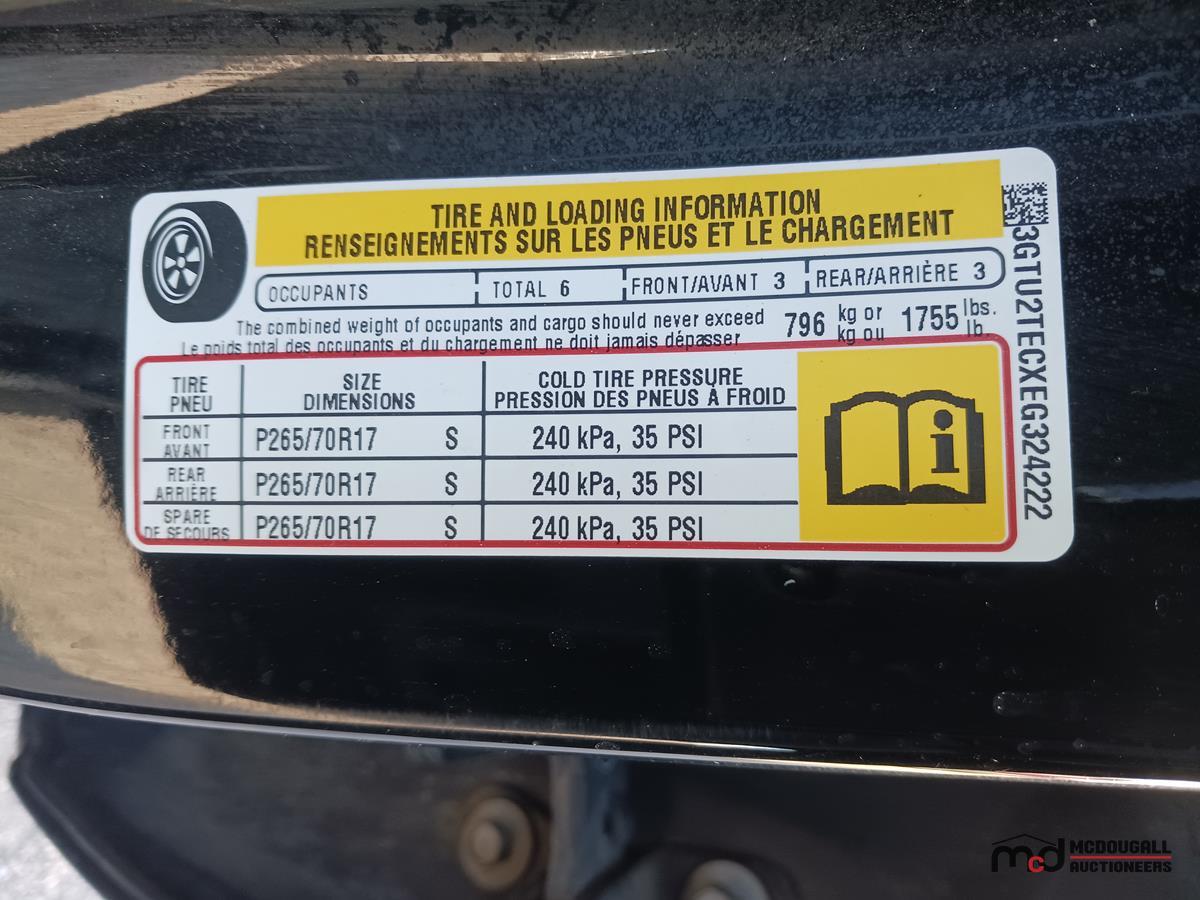 TIRE AND LOADING INFORMATION
RENSEIGNEMENTS SUR LES PNEUS ET LE CHARGEMENT
OCCUPANTS TOTAL 6 FRONT/AVANT 3 REAR/ARRIÈRE 3
The combined weight of occupants and cargo should never exceed 796 kg or 1755 lbs.
Le poids total des occupants et du chargement ne doit jamais dépasser kg ou lb.
TIRE SIZE COLD TIRE PRESSURE
PNEU DIMENSIONS PRESSION DES PNEUS À FROID
FRONT
AVANT P265/70R17 S 240 kPa, 35 PSI
REAR
ARRIÈRE P265/70R17 S 240 kPa, 35 PSI
SPARE
DE SECOURS P265/70R17 S 240 kPa, 35 PSI
i
3GTU2TECXEG324222
mcd MCDOUGALL
AUCTIONEERS